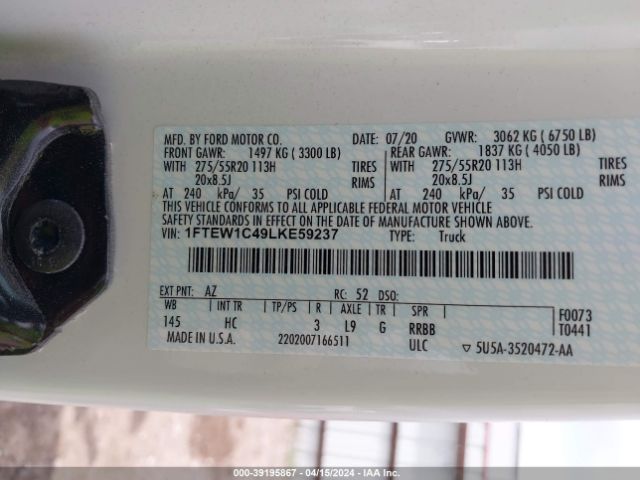 MFD. BY FORD MOTOR CO. DATE: 07/20 GVWR: 3062 KG ( 6750 LB)
FRONT GAWR: 1497 KG ( 3300 LB) REAR GAWR: 1837 KG ( 4050 LB)
WITH 275/55R20 113H TIRES WITH 275/55R20 113H TIRES
20x8.5J RIMS 20x8.5J RIMS
AT 240 kPa/ 35 PSI COLD AT 240 kPa/ 35 PSI COLD
THIS VEHICLE CONFORMS TO ALL APPLICABLE FEDERAL MOTOR VEHICLE
SAFETY STANDARDS IN EFFECT ON THE DATE OF MANUFACTURE SHOWN ABOVE.
VIN: 1FTEW1C49LKE59237 TYPE: Truck
EXT PNT: AZ RC: 52 DSO:
WB INT TR TP/PS R AXLE TR SPR F0073
145 HC 3 L9 G RRBB T0441
MADE IN U.S.A. 2202007166511 ULC ▽ 5U5A-3520472-AA
000-39195867 - 04/15/2024 - IAA Inc.